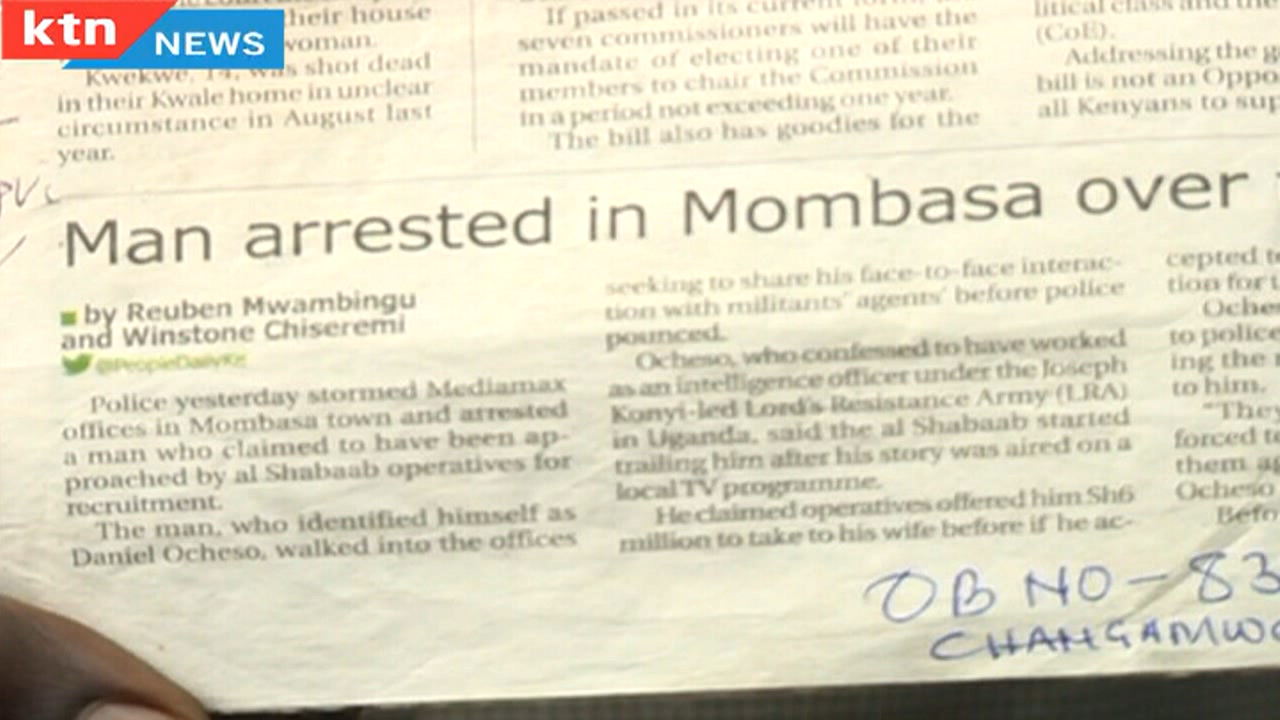 ktn NEWS
their house
woman.
Kwekwe, 14, was shot dead
in their Kwale home in unclear
circumstance in August last
year.
If passed in its current form,
seven commissioners will have the
mandate of electing one of their
members to chair the Commission
in a period not exceeding one year.
The bill also has goodies for the
litical class and the
(CoE).
Addressing the g
bill is not an Oppo
all Kenyans to sup
Man arrested in Mombasa over
by Reuben Mwambingu
and Winstone Chiseremi
@PeopleDailyKe
Police yesterday stormed Mediamax
offices in Mombasa town and arrested
a man who claimed to have been ap-
proached by al Shabaab operatives for
recruitment.
The man, who identified himself as
Daniel Ocheso, walked into the offices
seeking to share his face-to-face interac-
tion with militants' agents' before police
pounced.
Ocheso, who confessed to have worked
as an intelligence officer under the Joseph
Konyi-led Lord's Resistance Army (LRA)
in Uganda, said the al Shabaab started
trailing him after his story was aired on a
local TV programme.
He claimed operatives offered him Sh6
million to take to his wife before if he ac-
cepted t
tion for t
Oche
to police
ing the
to him.
"They
forced t
them ag
Ocheso
Befo
OB NO - 83
CHANGAMW